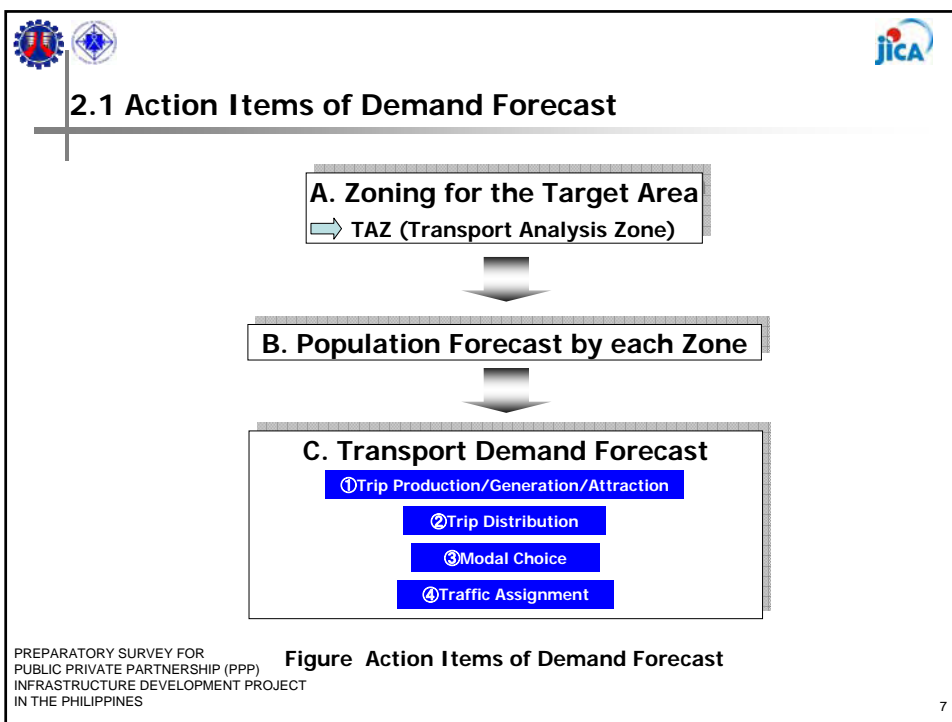 jica
2.1 Action Items of Demand Forecast
A. Zoning for the Target Area
TAZ (Transport Analysis Zone)
B. Population Forecast by each Zone
C. Transport Demand Forecast
①Trip Production/Generation/Attraction
②Trip Distribution
③Modal Choice
④Traffic Assignment
Figure Action Items of Demand Forecast
PREPARATORY SURVEY FOR
PUBLIC PRIVATE PARTNERSHIP (PPP)
INFRASTRUCTURE DEVELOPMENT PROJECT
IN THE PHILIPPINES
7